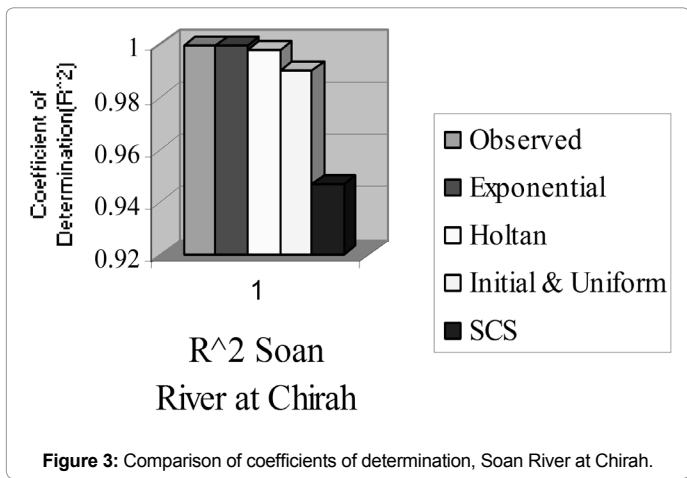 Coefficient of
Determination(R^2)
1
0.98
0.96
0.94
0.92
1
R^2 Soan
River at Chirah
Observed
Exponential
Holtan
Initial & Uniform
SCS
Figure 3: Comparison of coefficients of determination, Soan River at Chirah.